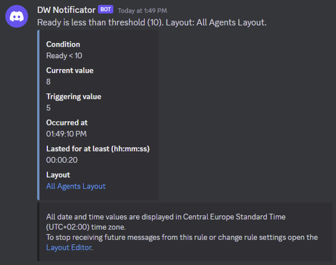 DW Notificator BOT Today at 1:49 PM
Ready is less than threshold (10). Layout: All Agents Layout.
Condition
Ready < 10
Current value
8
Triggering value
5
Occurred at
01:49:10 PM
Lasted for at least (hh:mm:ss)
00:00:20
Layout
All Agents Layout
All date and time values are displayed in Central Europe Standard Time
(UTC+02:00) time zone.
To stop receiving future messages from this rule or change rule settings open the
Layout Editor.